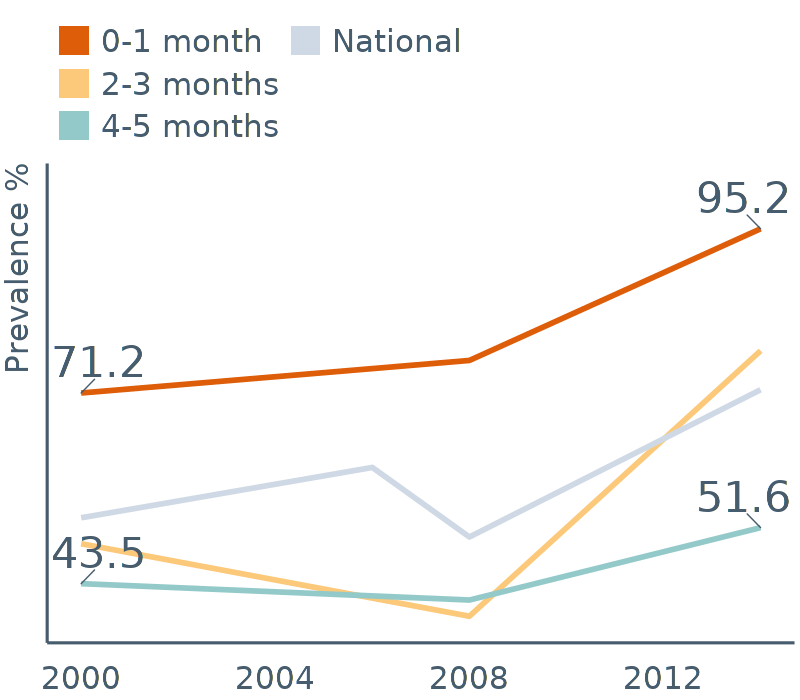 0-1 month National
2-3 months
4-5 months
Prevalence %
95.2
71.2
51.6
43.5
2000 2004 2008 2012